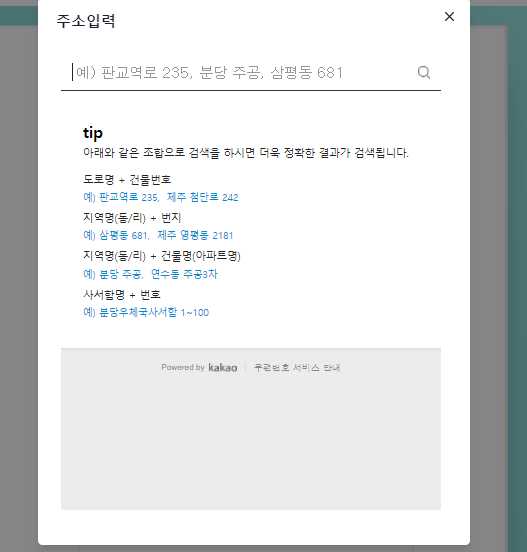 주소입력
예) 판교역로 235, 분당 주공, 삼평동 681
tip
아래와 같은 조합으로 검색을 하시면 더욱 정확한 결과가 검색됩니다.
도로명 + 건물번호
예) 판교역로 235, 제주 첨단로 242
지역명(동/리) + 번지
예) 삼평동 681, 제주 영평동 2181
지역명(동/리) + 건물명(아파트명)
예) 분당 주공, 연수동 주공3차
사서함명 + 번호
예) 분당우체국사서함 1~100
Powered by kakao 우편번호 서비스 안내